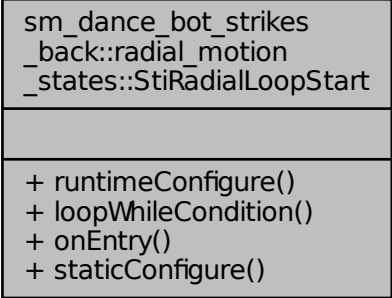 sm_dance_bot_strikes
_back::radial_motion
_states::StiRadialLoopStart
+ runtimeConfigure()
+ loopWhileCondition()
+ onEntry()
+ staticConfigure()